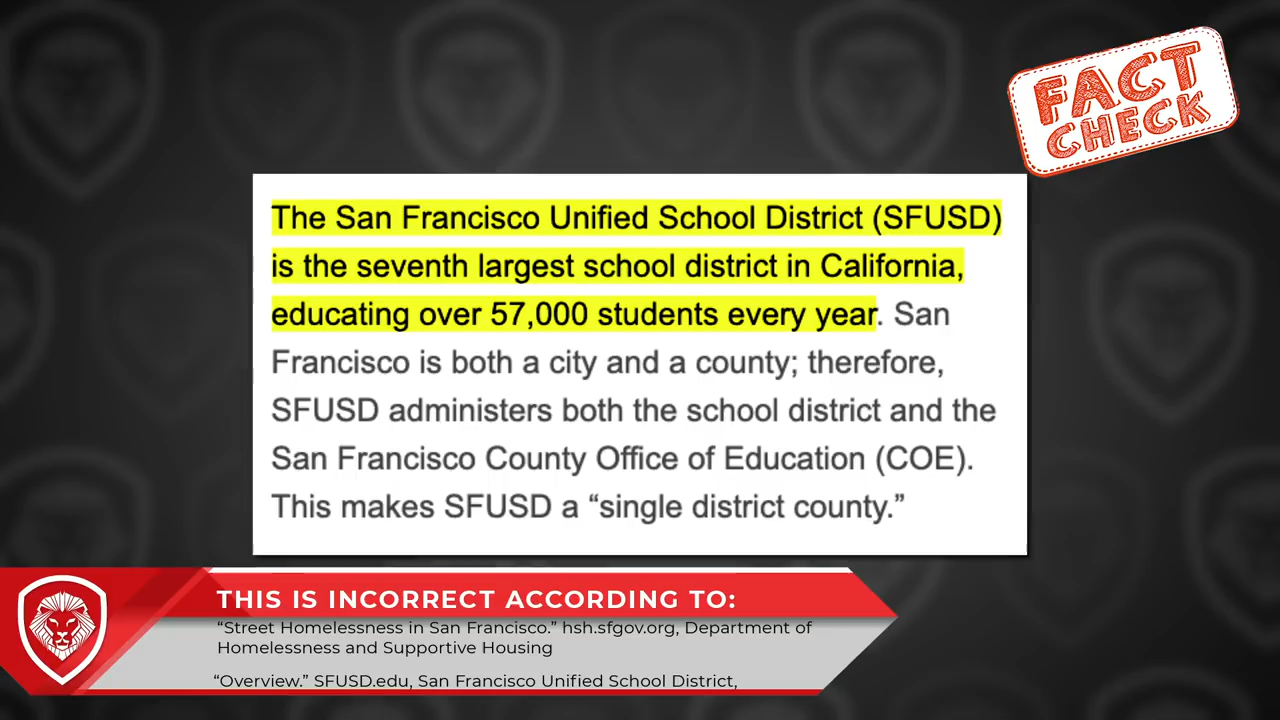 FACT
CHECK
The San Francisco Unified School District (SFUSD)
is the seventh largest school district in California,
educating over 57,000 students every year. San
Francisco is both a city and a county; therefore,
SFUSD administers both the school district and the
San Francisco County Office of Education (COE).
This makes SFUSD a “single district county.”
THIS IS INCORRECT ACCORDING TO:
“Street Homelessness in San Francisco.” hsh.sfgov.org, Department of
Homelessness and Supportive Housing
“Overview.” SFUSD.edu, San Francisco Unified School District,